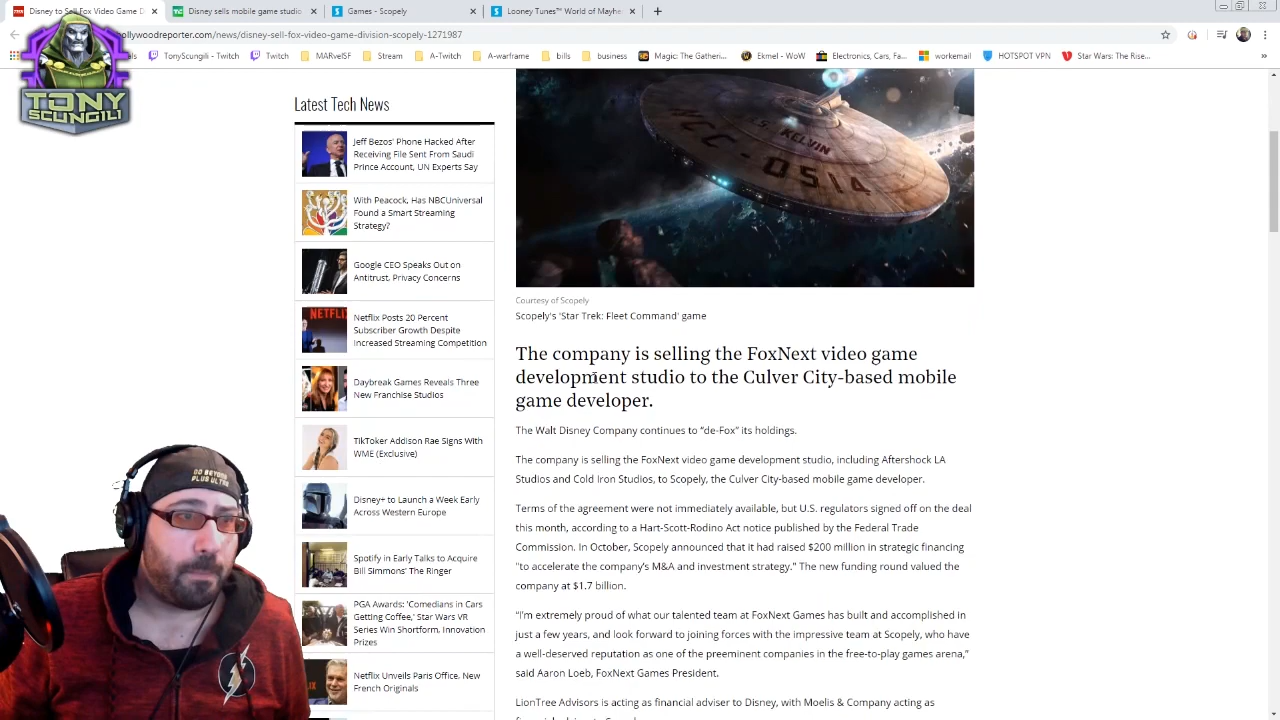 Disney to Sell Fox Video Game D
Disney sells mobile game studio
Games - Scopely
Looney Tunes™ World of Mayhe
ollywoodreporter.com/news/disney-sell-fox-video-game-division-scopely-1271987
TonyScungili - Twitch
Twitch
MARvelSF
Stream
A-Twitch
A-warframe
bills
business
Magic: The Gatheri...
Ekmel - WoW
Electronics, Cars, Fa...
workemail
HOTSPOT VPN
Star Wars: The Rise...
TONY
SCUNGILI
Latest Tech News
Jeff Bezos' Phone Hacked After
Receiving File Sent From Saudi
Prince Account, UN Experts Say
With Peacock, Has NBCUniversal
Found a Smart Streaming
Strategy?
Google CEO Speaks Out on
Antitrust, Privacy Concerns
NETFLIX
Netflix Posts 20 Percent
Subscriber Growth Despite
Increased Streaming Competition
Daybreak Games Reveals Three
New Franchise Studios
TikToker Addison Rae Signs With
WME (Exclusive)
Disney+ to Launch a Week Early
Across Western Europe
Spotify in Early Talks to Acquire
Bill Simmons' The Ringer
PGA Awards: 'Comedians in Cars
Getting Coffee,' Star Wars VR
Series Win Shortform, Innovation
Prizes
Netflix Unveils Paris Office, New
French Originals
KELVIN
1514
Courtesy of Scopely
Scopely's 'Star Trek: Fleet Command' game
The company is selling the FoxNext video game
development studio to the Culver City-based mobile
game developer.
The Walt Disney Company continues to “de-Fox” its holdings.
The company is selling the FoxNext video game development studio, including Aftershock LA
Studios and Cold Iron Studios, to Scopely, the Culver City-based mobile game developer.
Terms of the agreement were not immediately available, but U.S. regulators signed off on the deal
this month, according to a Hart-Scott-Rodino Act notice published by the Federal Trade
Commission. In October, Scopely announced that it had raised $200 million in strategic financing
"to accelerate the company's M&A and investment strategy." The new funding round valued the
company at $1.7 billion.
“I'm extremely proud of what our talented team at FoxNext Games has built and accomplished in
just a few years, and look forward to joining forces with the impressive team at Scopely, who have
a well-deserved reputation as one of the preeminent companies in the free-to-play games arena,”
said Aaron Loeb, FoxNext Games President.
LionTree Advisors is acting as financial adviser to Disney, with Moelis & Company acting as
GO BEYOND
PLUS ULTRA